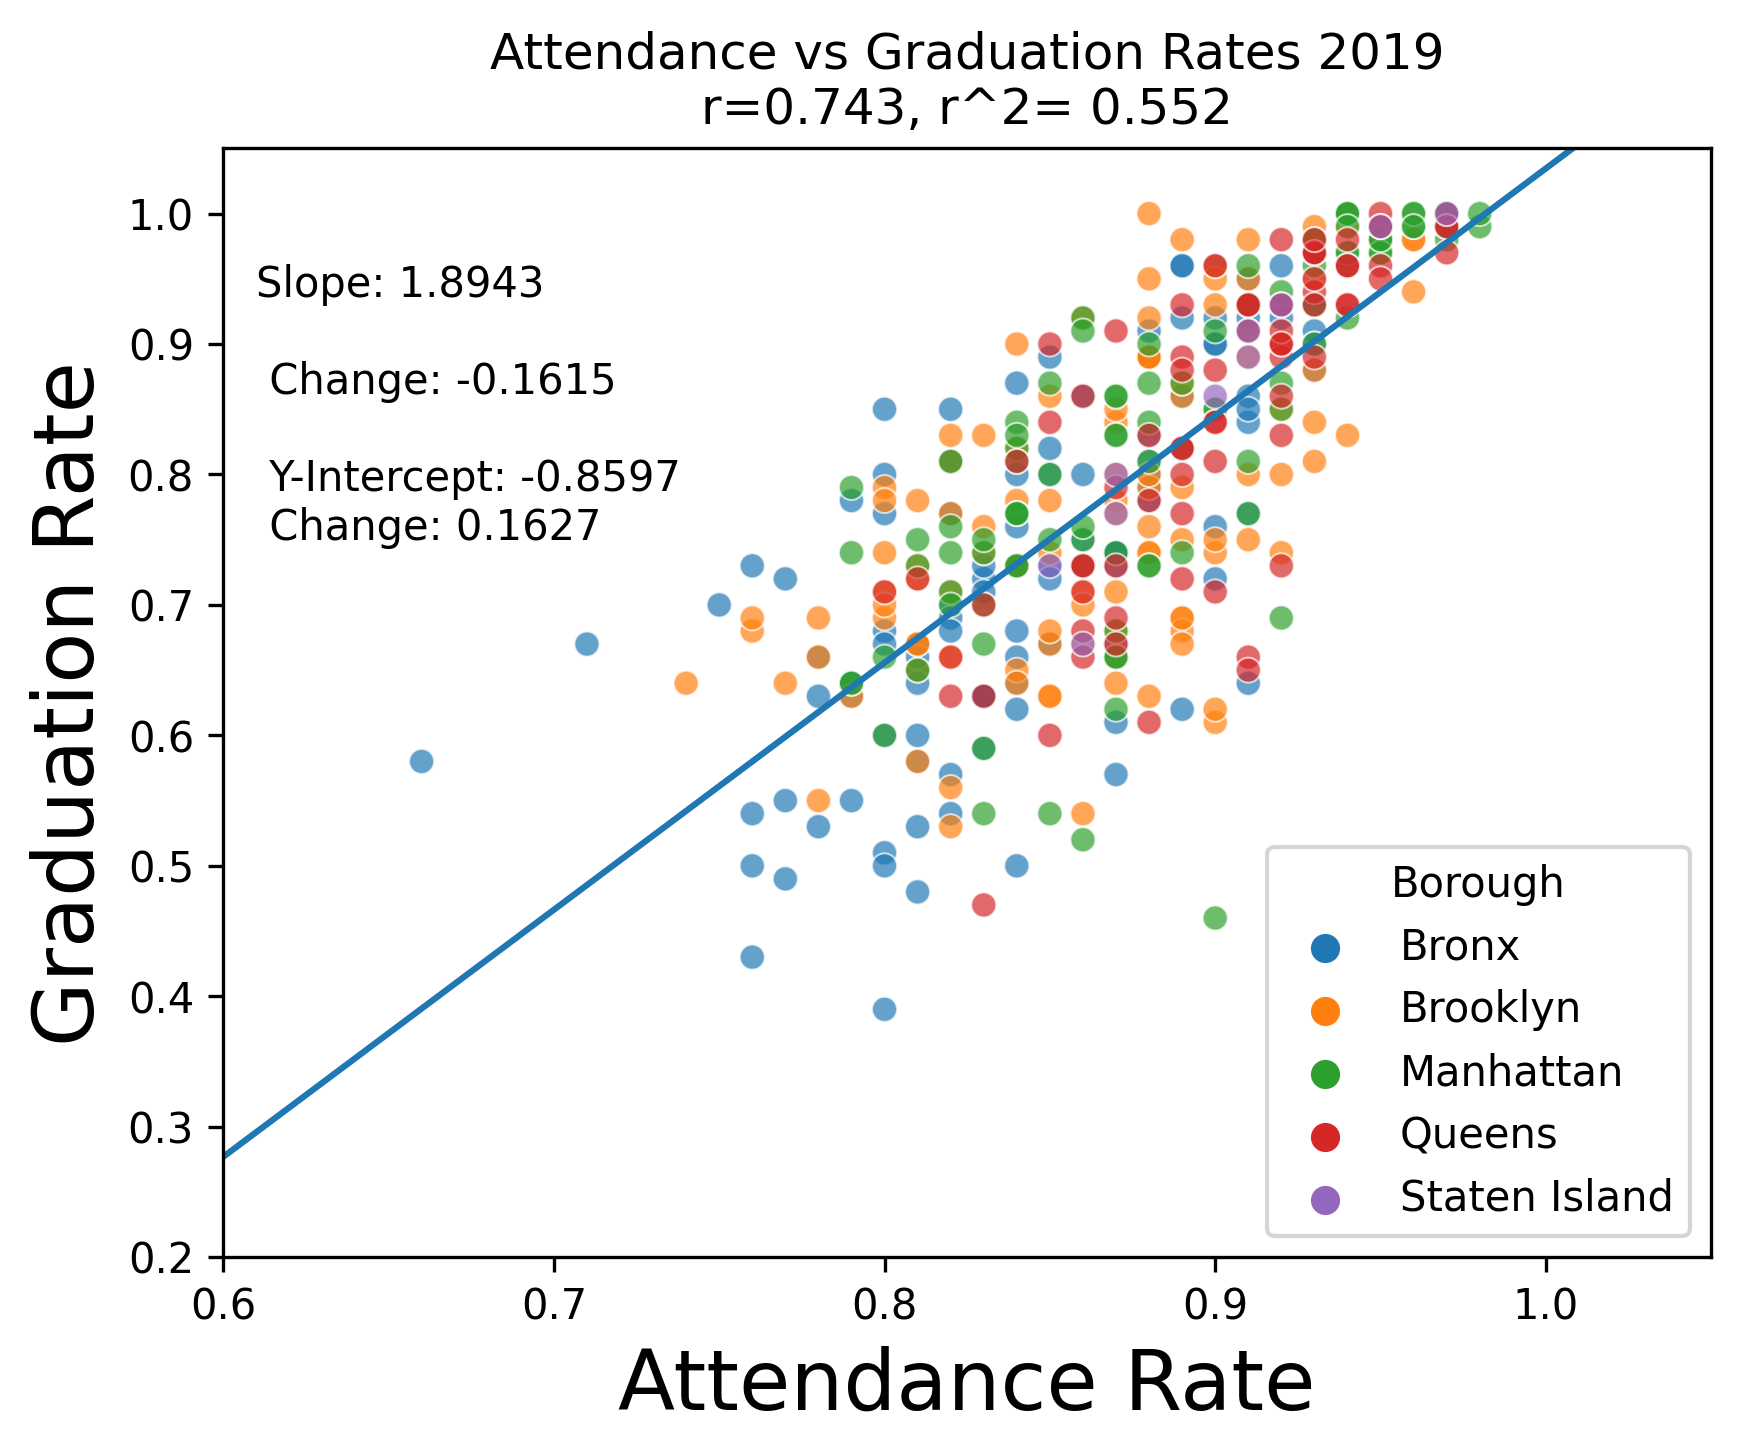 Attendance vs Graduation Rates 2019
r=0.743, r^2= 0.552
Graduation Rate
1.0
0.9
0.8
0.7
0.6
0.5
0.4
0.3
0.2
Slope: 1.8943
Change: -0.1615
Y-Intercept: -0.8597
Change: 0.1627
Borough
Bronx
Brooklyn
Manhattan
Queens
Staten Island
0.6 0.7 0.8 0.9 1.0
Attendance Rate